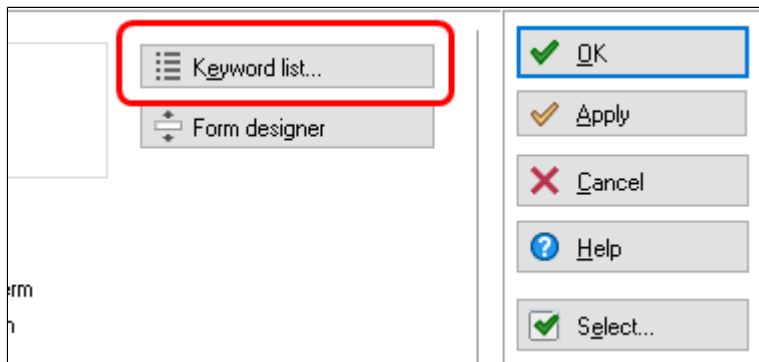 Keyword list...
Form designer
OK
Apply
Cancel
Help
Select...